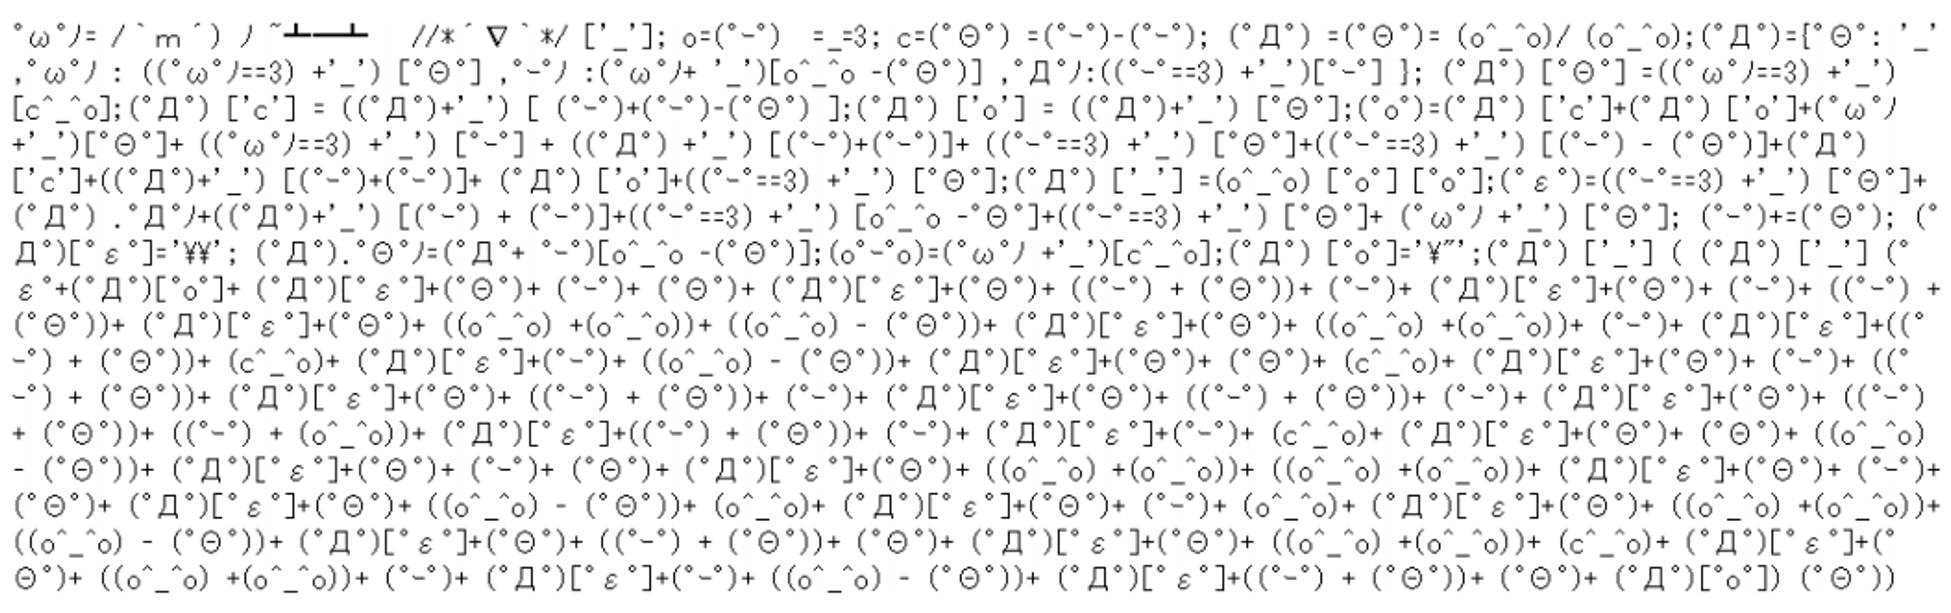 ﾟωﾟﾉ= /｀ｍ´）ﾉ ~┻━┻   //*´∇｀*/ ['_']; o=(ﾟｰﾟ)  =_=3; c=(ﾟΘﾟ) =(ﾟｰﾟ)-(ﾟｰﾟ); (ﾟДﾟ) =(ﾟΘﾟ)= (o^_^o)/ (o^_^o);(ﾟДﾟ)={ﾟΘﾟ: '_'
,ﾟωﾟﾉ : ((ﾟωﾟﾉ==3) +'_') [ﾟΘﾟ] ,ﾟｰﾟﾉ :(ﾟωﾟﾉ+ '_')[o^_^o -(ﾟΘﾟ)] ,ﾟДﾟﾉ:((ﾟｰﾟ==3) +'_')[ﾟｰﾟ] }; (ﾟДﾟ) [ﾟΘﾟ] =((ﾟωﾟﾉ==3) +'_')
[c^_^o];(ﾟДﾟ) ['c'] = ((ﾟДﾟ)+'_') [ (ﾟｰﾟ)+(ﾟｰﾟ)-(ﾟΘﾟ) ];(ﾟДﾟ) ['o'] = ((ﾟДﾟ)+'_') [ﾟΘﾟ];(ﾟoﾟ)=(ﾟДﾟ) ['c']+(ﾟДﾟ) ['o']+(ﾟωﾟﾉ
+'_')[ﾟΘﾟ]+ ((ﾟωﾟﾉ==3) +'_') [ﾟｰﾟ] + ((ﾟДﾟ) +'_') [(ﾟｰﾟ)+(ﾟｰﾟ)]+ ((ﾟｰﾟ==3) +'_') [ﾟΘﾟ]+((ﾟｰﾟ==3) +'_') [(ﾟｰﾟ) - (ﾟΘﾟ)]+(ﾟДﾟ)
['c']+((ﾟДﾟ)+'_') [(ﾟｰﾟ)+(ﾟｰﾟ)]+ (ﾟДﾟ) ['o']+((ﾟｰﾟ==3) +'_') [ﾟΘﾟ];(ﾟДﾟ) ['_'] =(o^_^o) [ﾟoﾟ] [ﾟoﾟ];(ﾟεﾟ)=((ﾟｰﾟ==3) +'_') [ﾟΘﾟ]+
(ﾟДﾟ) .ﾟДﾟﾉ+((ﾟДﾟ)+'_') [(ﾟｰﾟ) + (ﾟｰﾟ)]+((ﾟｰﾟ==3) +'_') [o^_^o -ﾟΘﾟ]+((ﾟｰﾟ==3) +'_') [ﾟΘﾟ]+ (ﾟωﾟﾉ +'_') [ﾟΘﾟ]; (ﾟｰﾟ)+=(ﾟΘﾟ); (ﾟ
Дﾟ)[ﾟεﾟ]='¥¥'; (ﾟДﾟ).ﾟΘﾟﾉ=(ﾟДﾟ+ ﾟｰﾟ)[o^_^o -(ﾟΘﾟ)];(oﾟｰﾟo)=(ﾟωﾟﾉ +'_')[c^_^o];(ﾟДﾟ) [ﾟoﾟ]='¥"';(ﾟДﾟ) ['_'] ( (ﾟДﾟ) ['_'] (ﾟ
εﾟ+(ﾟДﾟ)[ﾟoﾟ]+ (ﾟДﾟ)[ﾟεﾟ]+(ﾟΘﾟ)+ (ﾟｰﾟ)+ (ﾟΘﾟ)+ (ﾟДﾟ)[ﾟεﾟ]+(ﾟΘﾟ)+ ((ﾟｰﾟ) + (ﾟΘﾟ))+ (ﾟｰﾟ)+ (ﾟДﾟ)[ﾟεﾟ]+(ﾟΘﾟ)+ (ﾟｰﾟ)+ ((ﾟｰﾟ) +
(ﾟΘﾟ))+ (ﾟДﾟ)[ﾟεﾟ]+(ﾟΘﾟ)+ ((o^_^o) +(o^_^o))+ ((o^_^o) - (ﾟΘﾟ))+ (ﾟДﾟ)[ﾟεﾟ]+(ﾟΘﾟ)+ ((o^_^o) +(o^_^o))+ (ﾟｰﾟ)+ (ﾟДﾟ)[ﾟεﾟ]+((ﾟ
ｰﾟ) + (ﾟΘﾟ))+ (c^_^o)+ (ﾟДﾟ)[ﾟεﾟ]+(ﾟｰﾟ)+ ((o^_^o) - (ﾟΘﾟ))+ (ﾟДﾟ)[ﾟεﾟ]+(ﾟΘﾟ)+ (ﾟΘﾟ)+ (c^_^o)+ (ﾟДﾟ)[ﾟεﾟ]+(ﾟΘﾟ)+ (ﾟｰﾟ)+ ((ﾟ
ｰﾟ) + (ﾟΘﾟ))+ (ﾟДﾟ)[ﾟεﾟ]+(ﾟΘﾟ)+ ((ﾟｰﾟ) + (ﾟΘﾟ))+ (ﾟｰﾟ)+ (ﾟДﾟ)[ﾟεﾟ]+(ﾟΘﾟ)+ ((ﾟｰﾟ) + (ﾟΘﾟ))+ (ﾟｰﾟ)+ (ﾟДﾟ)[ﾟεﾟ]+(ﾟΘﾟ)+ ((ﾟｰﾟ)
+ (ﾟΘﾟ))+ ((ﾟｰﾟ) + (o^_^o))+ (ﾟДﾟ)[ﾟεﾟ]+((ﾟｰﾟ) + (ﾟΘﾟ))+ (ﾟｰﾟ)+ (ﾟДﾟ)[ﾟεﾟ]+(ﾟｰﾟ)+ (c^_^o)+ (ﾟДﾟ)[ﾟεﾟ]+(ﾟΘﾟ)+ (ﾟΘﾟ)+ ((o^_^o)
- (ﾟΘﾟ))+ (ﾟДﾟ)[ﾟεﾟ]+(ﾟΘﾟ)+ (ﾟｰﾟ)+ (ﾟΘﾟ)+ (ﾟДﾟ)[ﾟεﾟ]+(ﾟΘﾟ)+ ((o^_^o) +(o^_^o))+ ((o^_^o) +(o^_^o))+ (ﾟДﾟ)[ﾟεﾟ]+(ﾟΘﾟ)+ (ﾟｰﾟ)+
(ﾟΘﾟ)+ (ﾟДﾟ)[ﾟεﾟ]+(ﾟΘﾟ)+ ((o^_^o) - (ﾟΘﾟ))+ (o^_^o)+ (ﾟДﾟ)[ﾟεﾟ]+(ﾟΘﾟ)+ (ﾟｰﾟ)+ (o^_^o)+ (ﾟДﾟ)[ﾟεﾟ]+(ﾟΘﾟ)+ ((o^_^o) +(o^_^o))+
((o^_^o) - (ﾟΘﾟ))+ (ﾟДﾟ)[ﾟεﾟ]+(ﾟΘﾟ)+ ((ﾟｰﾟ) + (ﾟΘﾟ))+ (ﾟΘﾟ)+ (ﾟДﾟ)[ﾟεﾟ]+(ﾟΘﾟ)+ ((o^_^o) +(o^_^o))+ (c^_^o)+ (ﾟДﾟ)[ﾟεﾟ]+(ﾟ
Θﾟ)+ ((o^_^o) +(o^_^o))+ (ﾟｰﾟ)+ (ﾟДﾟ)[ﾟεﾟ]+(ﾟｰﾟ)+ ((o^_^o) - (ﾟΘﾟ))+ (ﾟДﾟ)[ﾟεﾟ]+((ﾟｰﾟ) + (ﾟΘﾟ))+ (ﾟΘﾟ)+ (ﾟДﾟ)[ﾟoﾟ]) (ﾟΘﾟ))